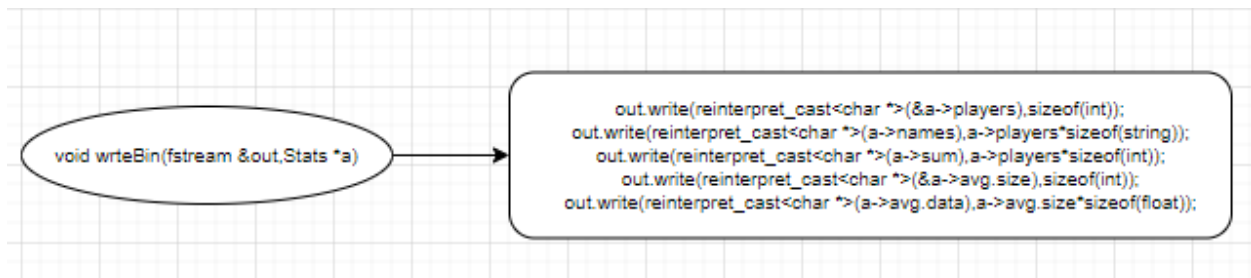 void wrteBin(fstream &out,Stats *a)
out.write(reinterpret_cast<char *>(&a->players),sizeof(int));
out.write(reinterpret_cast<char *>(a->names),a->players*sizeof(string));
out.write(reinterpret_cast<char *>(a->sum),a->players*sizeof(int));
out.write(reinterpret_cast<char *>(&a->avg.size),sizeof(int));
out.write(reinterpret_cast<char *>(a->avg.data),a->avg.size*sizeof(float));